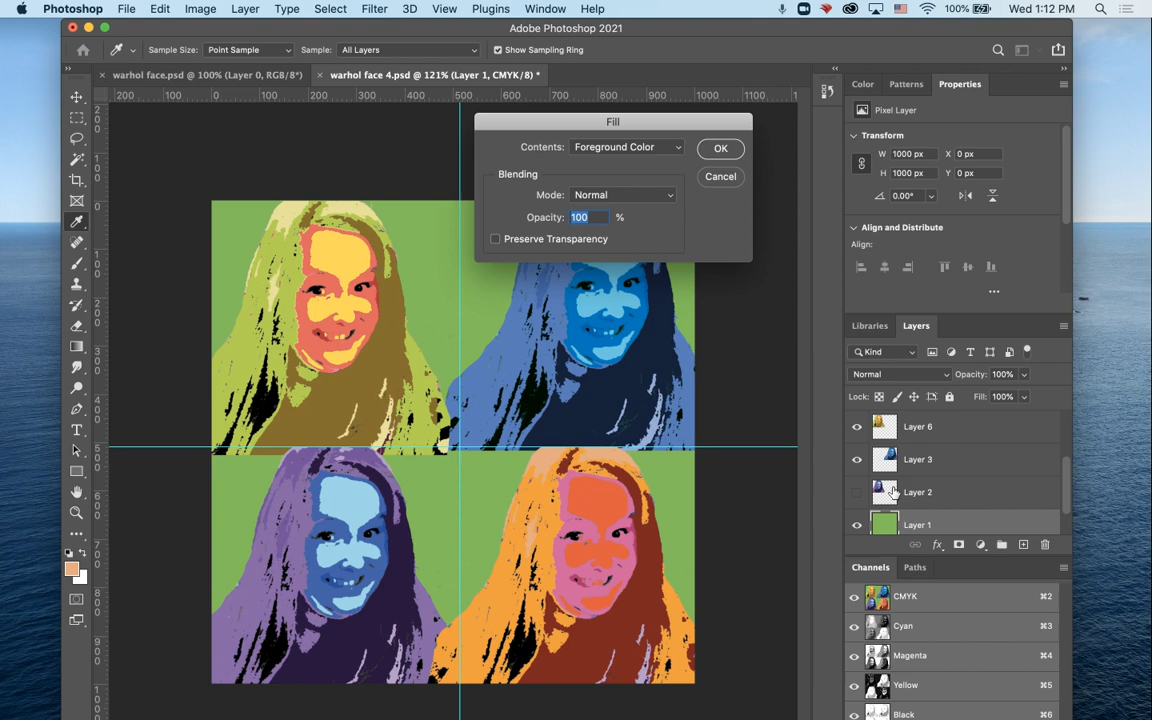 Photoshop File Edit Image Layer Type Select Filter 3D View Plugins Window Help 100% Wed 1:12 PM
Adobe Photoshop 2021
Sample Size: Point Sample Sample: All Layers Show Sampling Ring
× warhol face.psd @ 100% (Layer 0, RGB/8*) × warhol face 4.psd @ 121% (Layer 1, CMYK/8) *
200 100 0 100 200 300 400 500 600 700 800 900 1000 1100
Color Patterns Properties
Pixel Layer
Fill
Transform
Contents: Foreground Color OK
W 1000 px X 0 px
Blending Cancel
H 1000 px Y 0 px
Mode: Normal
0.00°
Opacity: 100 %
Align and Distribute
Preserve Transparency
Align:
Libraries Layers
Kind
Normal Opacity: 100%
Lock: Fill: 100%
Layer 6
Layer 3
Layer 2
Layer 1
fx
Channels Paths
CMYK ⌘2
Cyan ⌘3
Magenta ⌘4
Yellow ⌘5
Black ⌘6